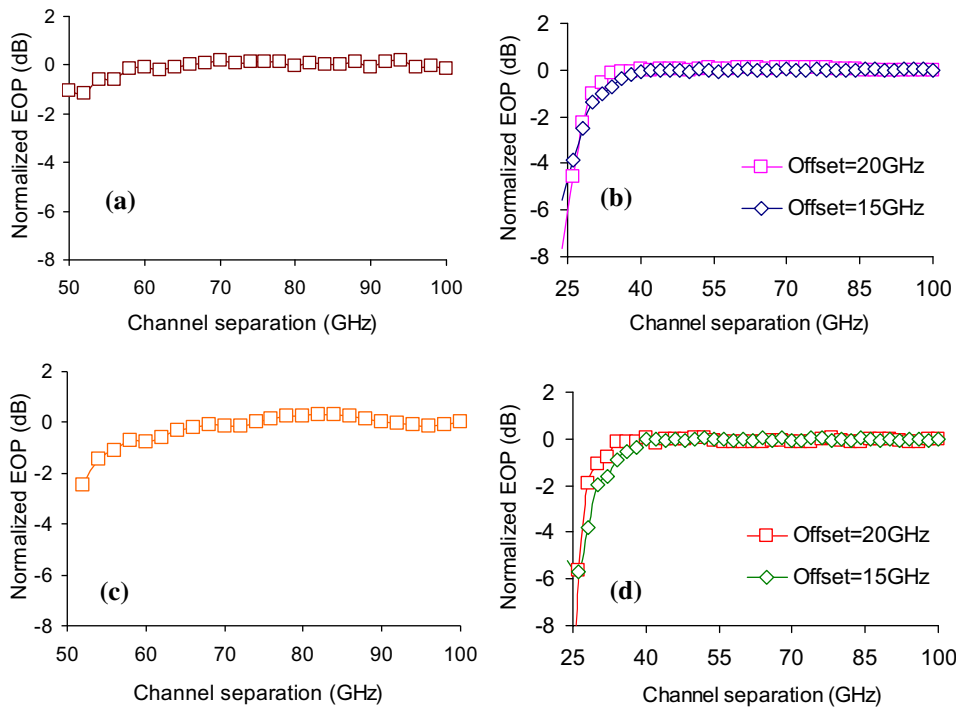 Normalized EOP (dB)
2
0
-2
-4
-6
-8
(a)
50 60 70 80 90 100
Channel separation (GHz)
Normalized EOP (dB)
2
0
-2
-4
-6
-8
Offset=20GHz
(b)
Offset=15GHz
25 40 55 70 85 100
Channel separation (GHz)
Normalized EOP (dB)
2
0
-2
-4
-6
-8
(c)
50 60 70 80 90 100
Channel separation (GHz)
Normalized EOP (dB)
2
0
-2
-4
-6
-8
Offset=20GHz
(d)
Offset=15GHz
25 40 55 70 85 100
Channel separation (GHz)